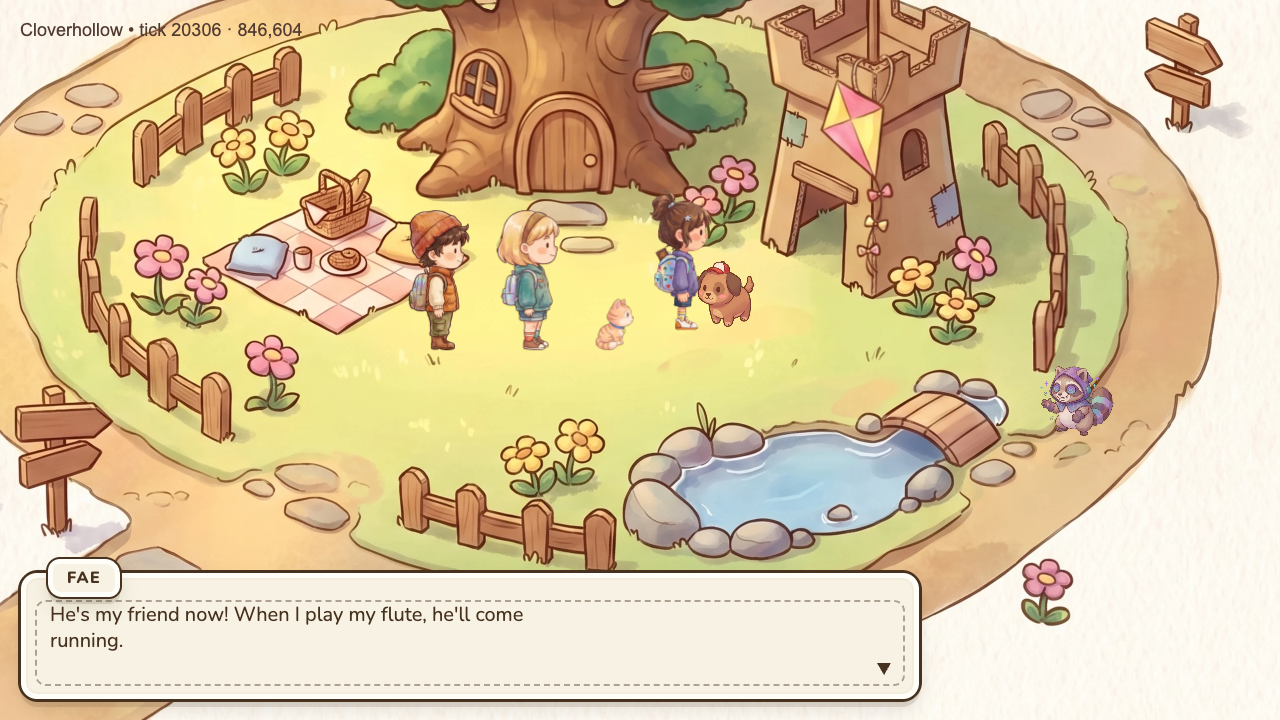 Cloverhollow • tick 20306 · 846,604
FAE
He's my friend now! When I play my flute, he'll come
running.